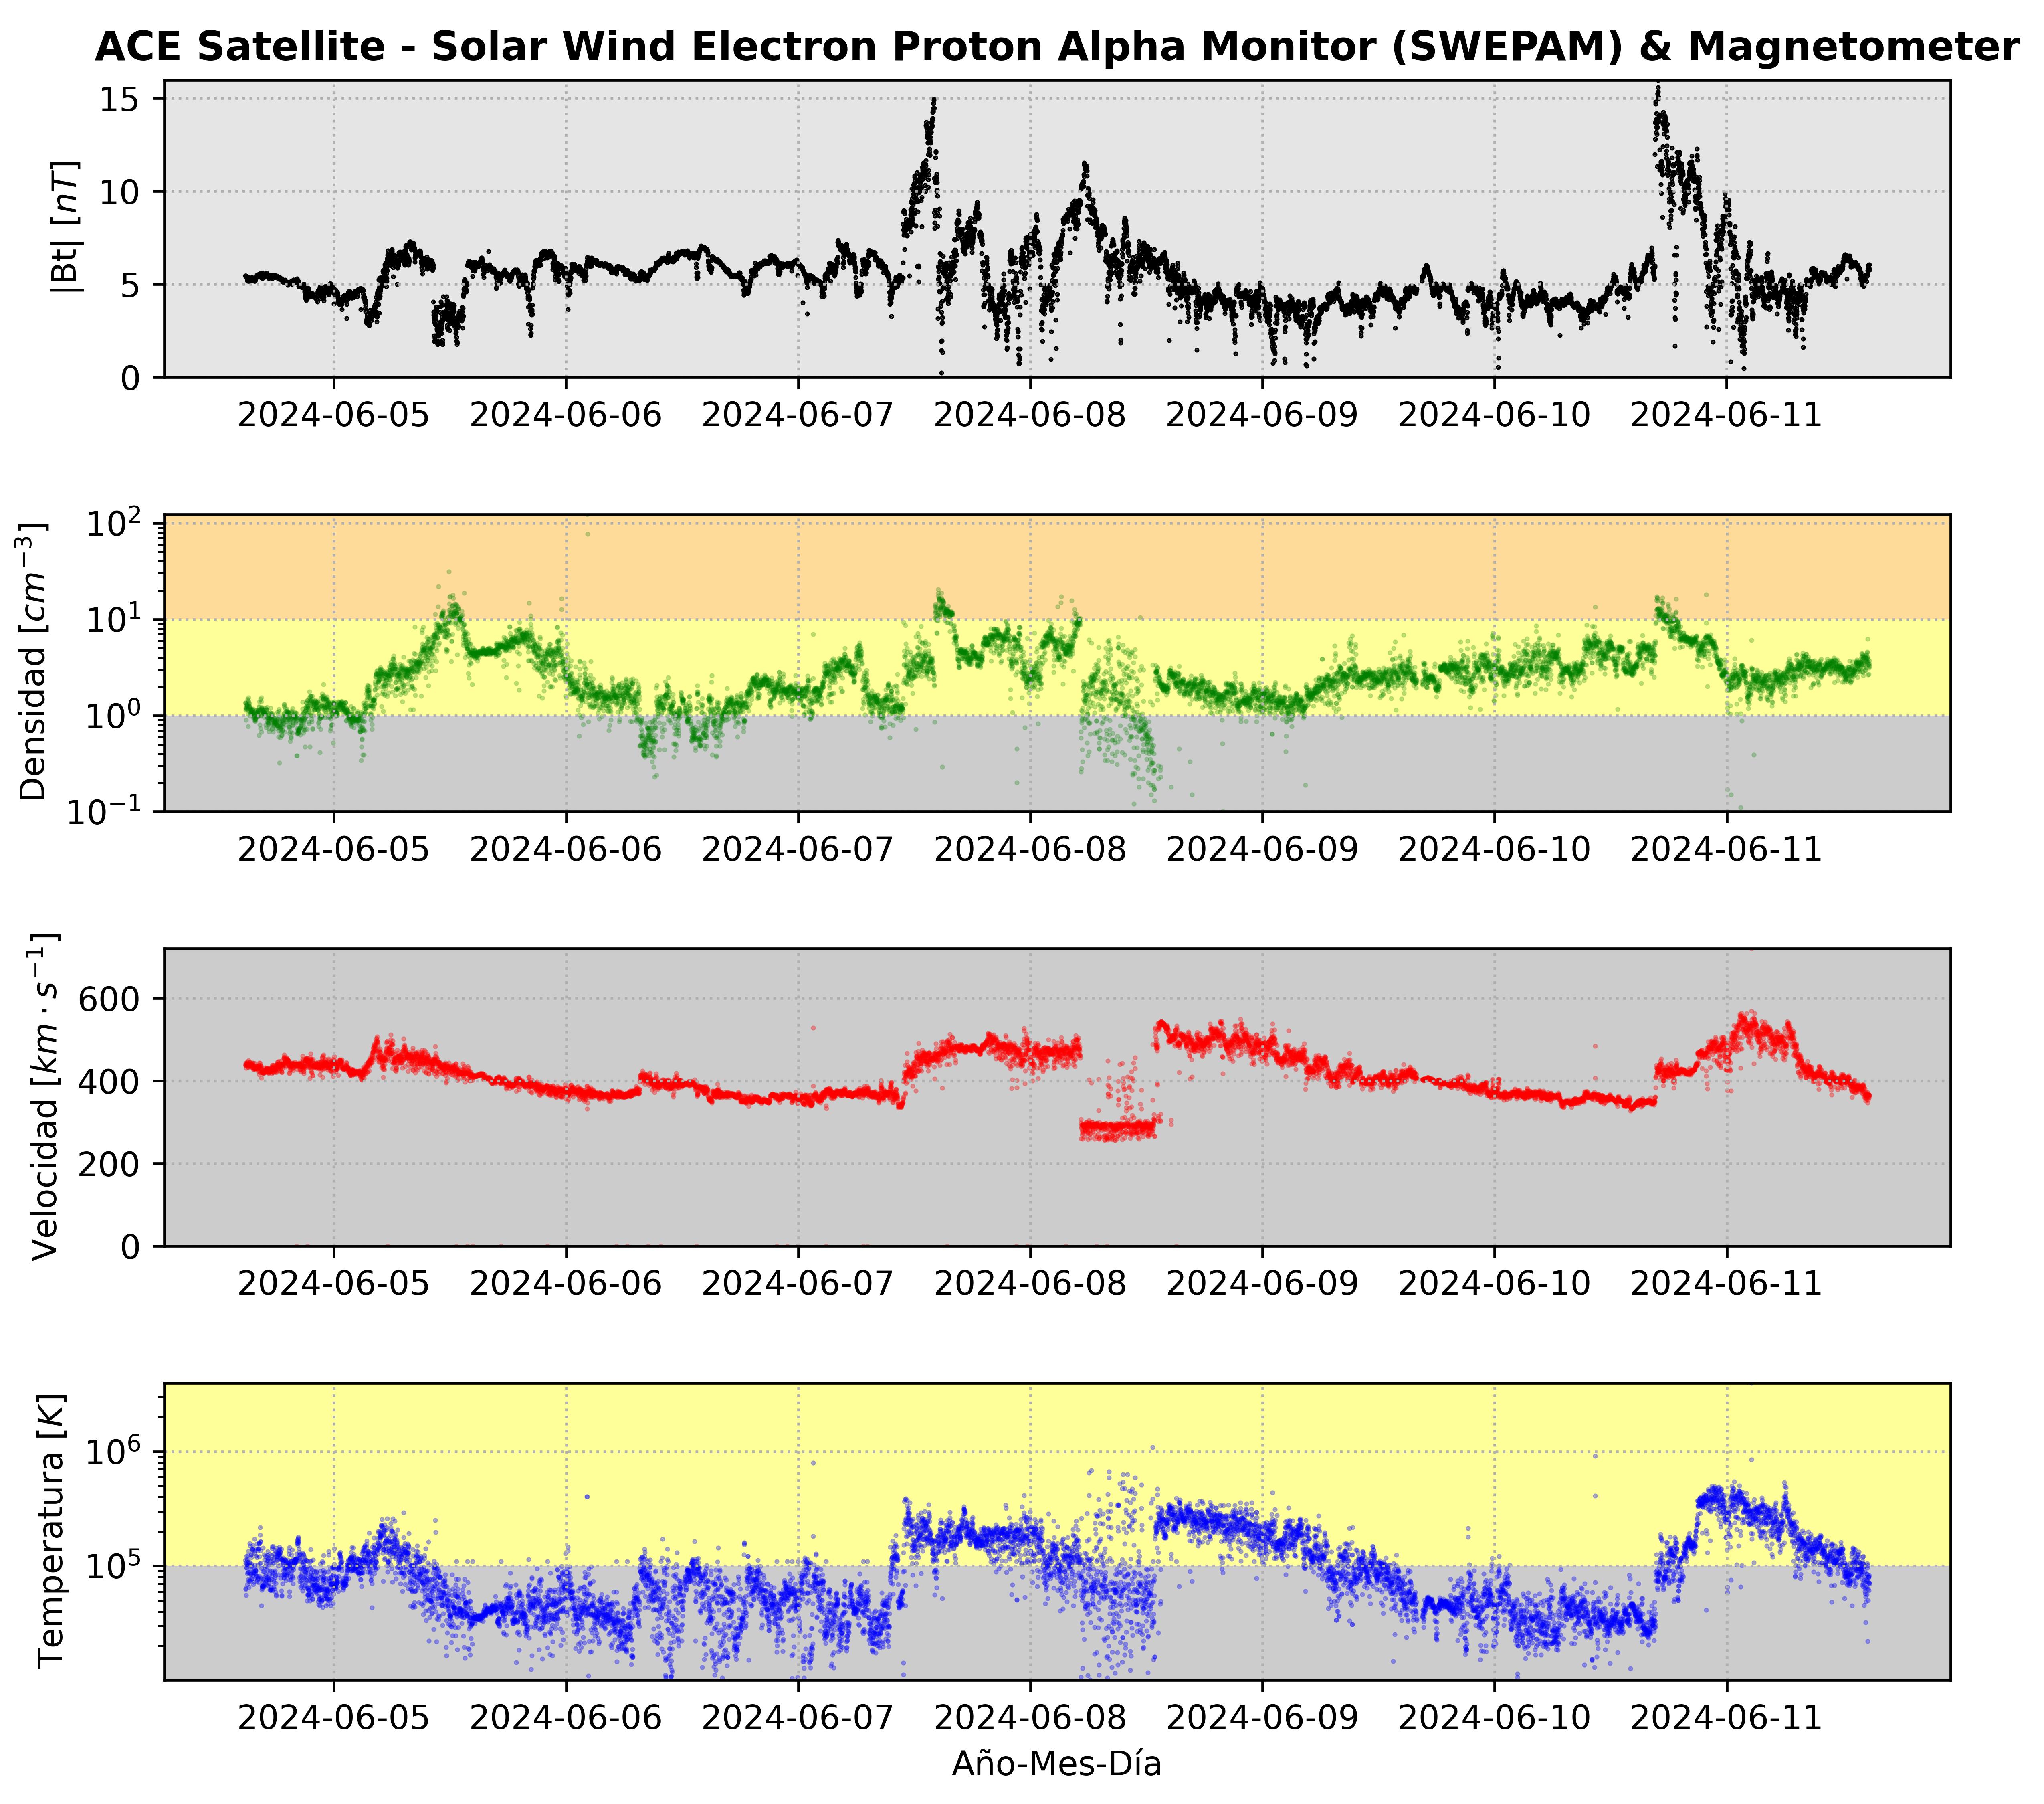 ACE Satellite - Solar Wind Electron Proton Alpha Monitor (SWEPAM) & Magnetometer
|Bt| [nT]
15
10
5
0
2024-06-05 2024-06-06 2024-06-07 2024-06-08 2024-06-09 2024-06-10 2024-06-11
Densidad [cm⁻³]
10²
10¹
10⁰
10⁻¹
2024-06-05 2024-06-06 2024-06-07 2024-06-08 2024-06-09 2024-06-10 2024-06-11
Velocidad [km · s⁻¹]
600
400
200
0
2024-06-05 2024-06-06 2024-06-07 2024-06-08 2024-06-09 2024-06-10 2024-06-11
Temperatura [K]
10⁶
10⁵
2024-06-05 2024-06-06 2024-06-07 2024-06-08 2024-06-09 2024-06-10 2024-06-11
Año-Mes-Día